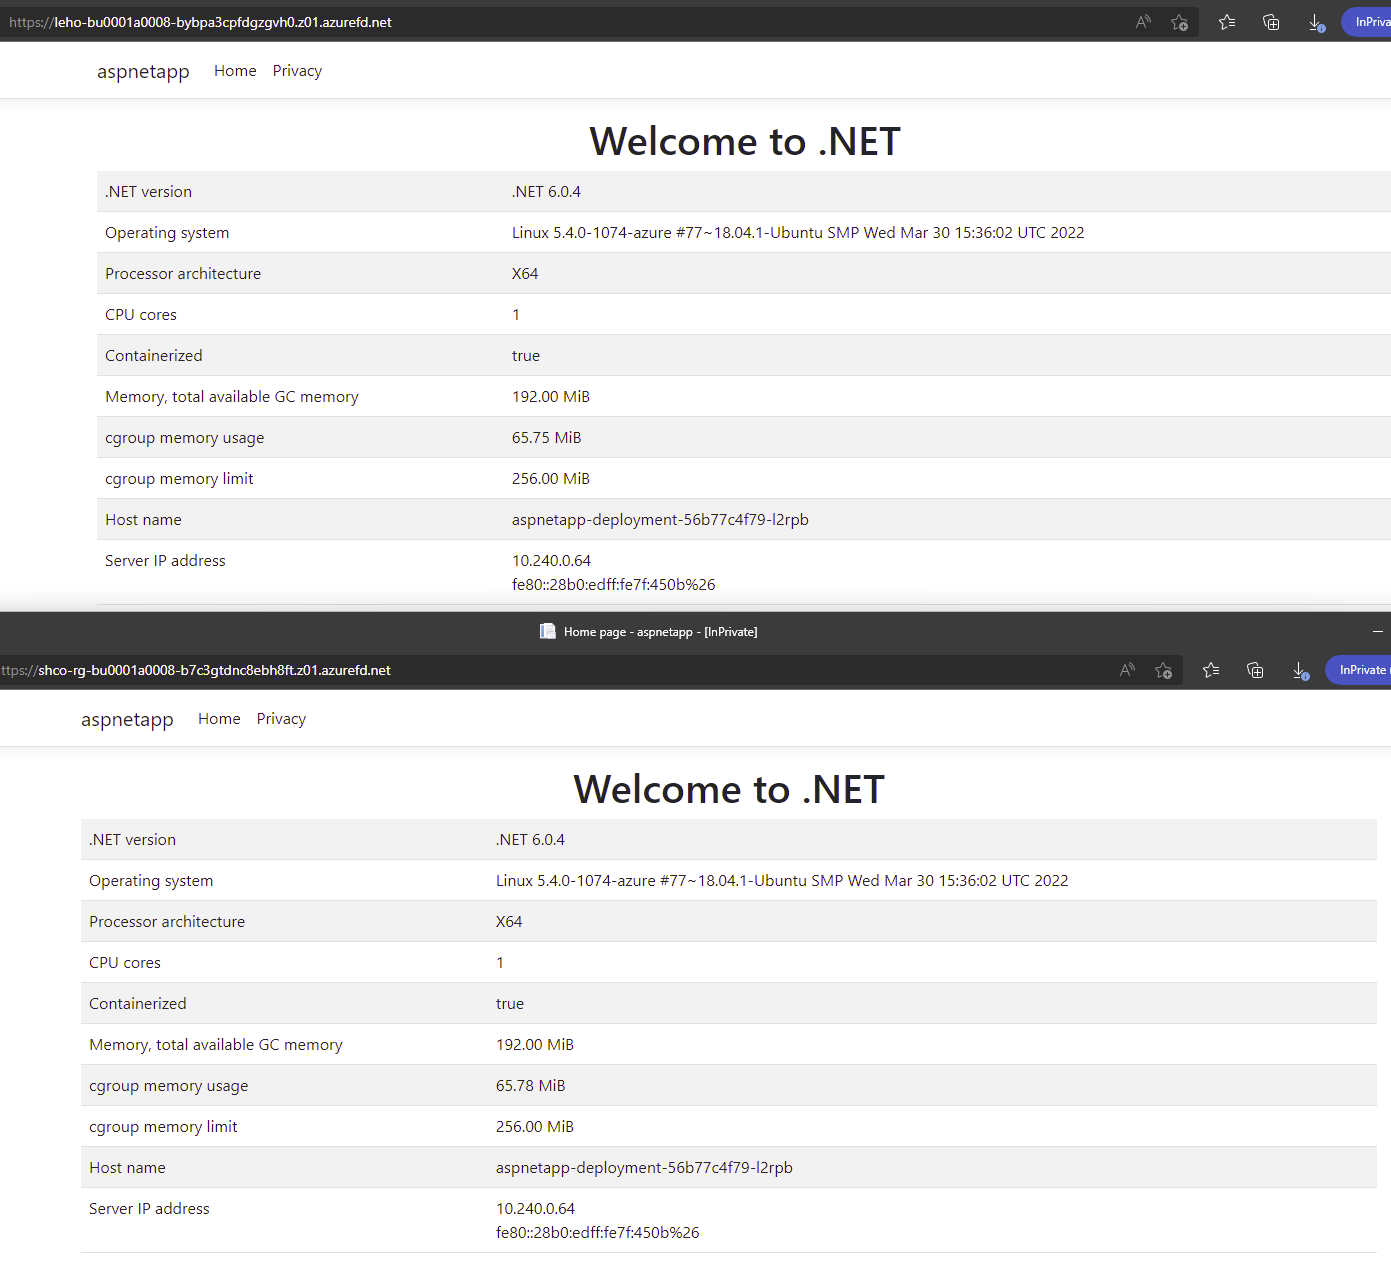 https://leho-bu0001a0008-bybpa3cpfdgzgvh0.z01.azurefd.net
InPriva
aspnetapp Home Privacy
Welcome to .NET
.NET version .NET 6.0.4
Operating system Linux 5.4.0-1074-azure #77~18.04.1-Ubuntu SMP Wed Mar 30 15:36:02 UTC 2022
Processor architecture X64
CPU cores 1
Containerized true
Memory, total available GC memory 192.00 MiB
cgroup memory usage 65.75 MiB
cgroup memory limit 256.00 MiB
Host name aspnetapp-deployment-56b77c4f79-l2rpb
Server IP address 10.240.0.64
fe80::28b0:edff:fe7f:450b%26
Home page - aspnetapp - [InPrivate]
ttps://shco-rg-bu0001a0008-b7c3gtdnc8ebh8ft.z01.azurefd.net
InPrivate
aspnetapp Home Privacy
Welcome to .NET
.NET version .NET 6.0.4
Operating system Linux 5.4.0-1074-azure #77~18.04.1-Ubuntu SMP Wed Mar 30 15:36:02 UTC 2022
Processor architecture X64
CPU cores 1
Containerized true
Memory, total available GC memory 192.00 MiB
cgroup memory usage 65.78 MiB
cgroup memory limit 256.00 MiB
Host name aspnetapp-deployment-56b77c4f79-l2rpb
Server IP address 10.240.0.64
fe80::28b0:edff:fe7f:450b%26